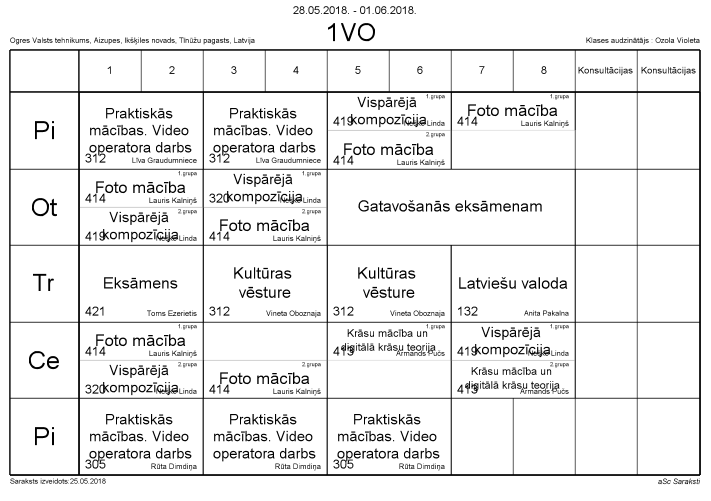 28.05.2018. - 01.06.2018.
1VO
Ogres Valsts tehnikums, Aizupes, Ikšķiles novads, Tīnūžu pagasts, Latvija
Klases audzinātājs : Ozola Violeta
1 2 3 4 5 6 7 8 Konsultācijas Konsultācijas
Pi
Praktiskās
mācības. Video
operatora darbs
312 Līva Graudumniece
Praktiskās
mācības. Video
operatora darbs
312 Līva Graudumniece
1.grupa
Vispārējā
kompozīcija
419 Neško Linda
2.grupa
Foto mācība
414 Lauris Kalniņš
1.grupa
Foto mācība
414 Lauris Kalniņš
Ot
1.grupa
Foto mācība
414 Lauris Kalniņš
2.grupa
Vispārējā
kompozīcija
419 Neško Linda
1.grupa
Vispārējā
kompozīcija
320 Neško Linda
2.grupa
Foto mācība
414 Lauris Kalniņš
Gatavošanās eksāmenam
Tr
Eksāmens
421 Toms Ezerietis
Kultūras
vēsture
312 Vineta Oboznaja
Kultūras
vēsture
312 Vineta Oboznaja
Latviešu valoda
132 Anita Pakalna
Ce
1.grupa
Foto mācība
414 Lauris Kalniņš
2.grupa
Vispārējā
kompozīcija
320 Neško Linda
2.grupa
Foto mācība
414 Lauris Kalniņš
1.grupa
Krāsu mācība un
digitālā krāsu teorija
413 Armands Pučs
1.grupa
Vispārējā
kompozīcija
419 Neško Linda
2.grupa
Krāsu mācība un
digitālā krāsu teorija
413 Armands Pučs
Pi
Praktiskās
mācības. Video
operatora darbs
305 Rūta Dimdiņa
Praktiskās
mācības. Video
operatora darbs
305 Rūta Dimdiņa
Praktiskās
mācības. Video
operatora darbs
305 Rūta Dimdiņa
Saraksts izveidots:25.05.2018
aSc Saraksti